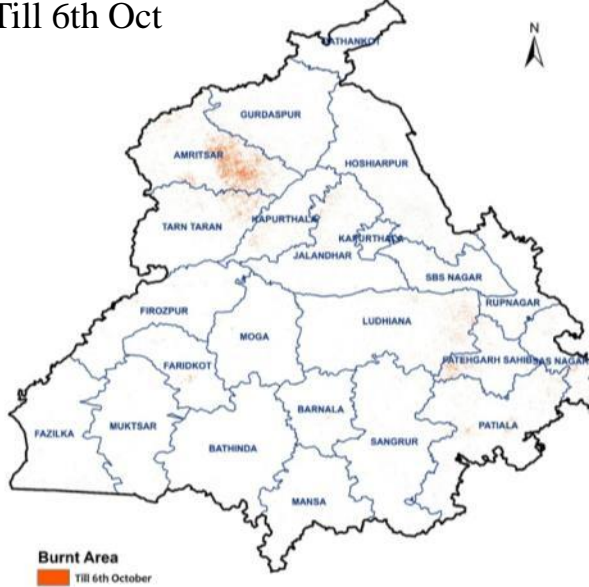 Till 6th Oct
N
PATHANKOT
GURDASPUR
AMRITSAR
HOSHIARPUR
TARN TARAN
KAPURTHALA
KAPURTHALA
JALANDHAR
SBS NAGAR
RUPNAGAR
FIROZPUR
LUDHIANA
MOGA
FATEHGARH SAHIB
SAS NAGAR
FARIDKOT
BARNALA
PATIALA
MUKTSAR
FAZILKA
SANGRUR
BATHINDA
MANSA
Burnt Area
Till 6th October